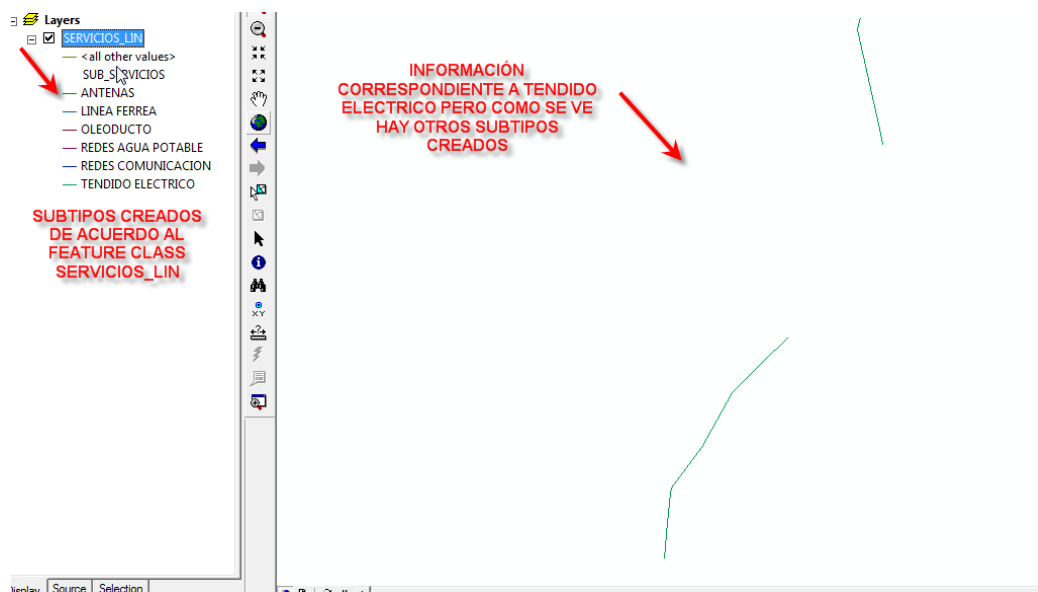 Layers
SERVICIOS_LIN
<all other values>
ANTENAS
LINEA FERREA
OLEODUCTO
REDES AGUA POTABLE
REDES COMUNICACION
TENDIDO ELECTRICO
SUBTIPOS CREADOS
DE ACUERDO AL
FEATURE CLASS
SERVICIOS_LIN
XY
INFORMACIÓN
CORRESPONDIENTE A TENDIDO
ELECTRICO PERO COMO SE VE
HAY OTROS SUBTIPOS
CREADOS
Display
Source
Selection